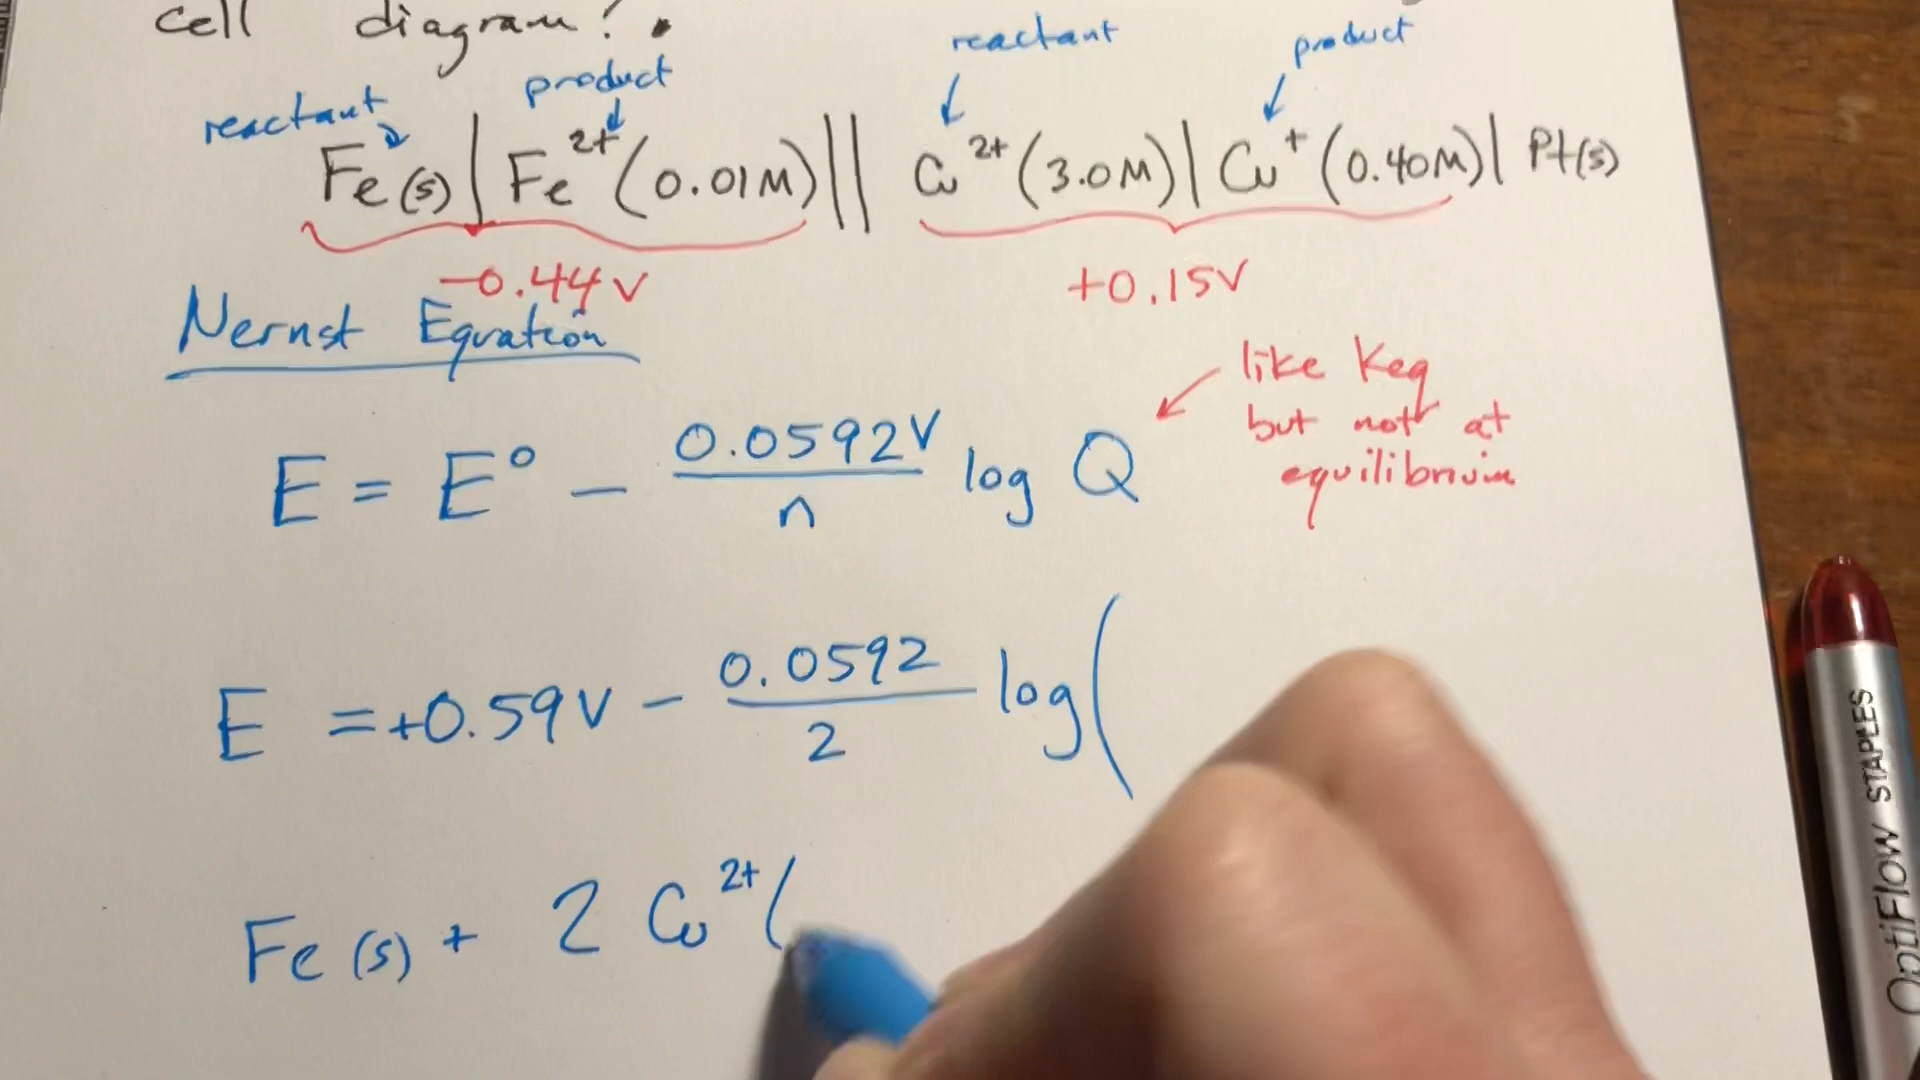 cell diagram?
reactant product reactant product
Fe(s) | Fe²⁺ (0.01M) || Cu²⁺ (3.0M) | Cu⁺ (0.40M) | Pt(s)
-0.44V +0.15V
Nernst Equation
like Keq
but not at
equilibrium
E = E° - 0.0592V/n log Q
E = +0.59V - 0.0592/2 log(
Fe(s) + 2 Cu²⁺(
OptiFlow STAPLES